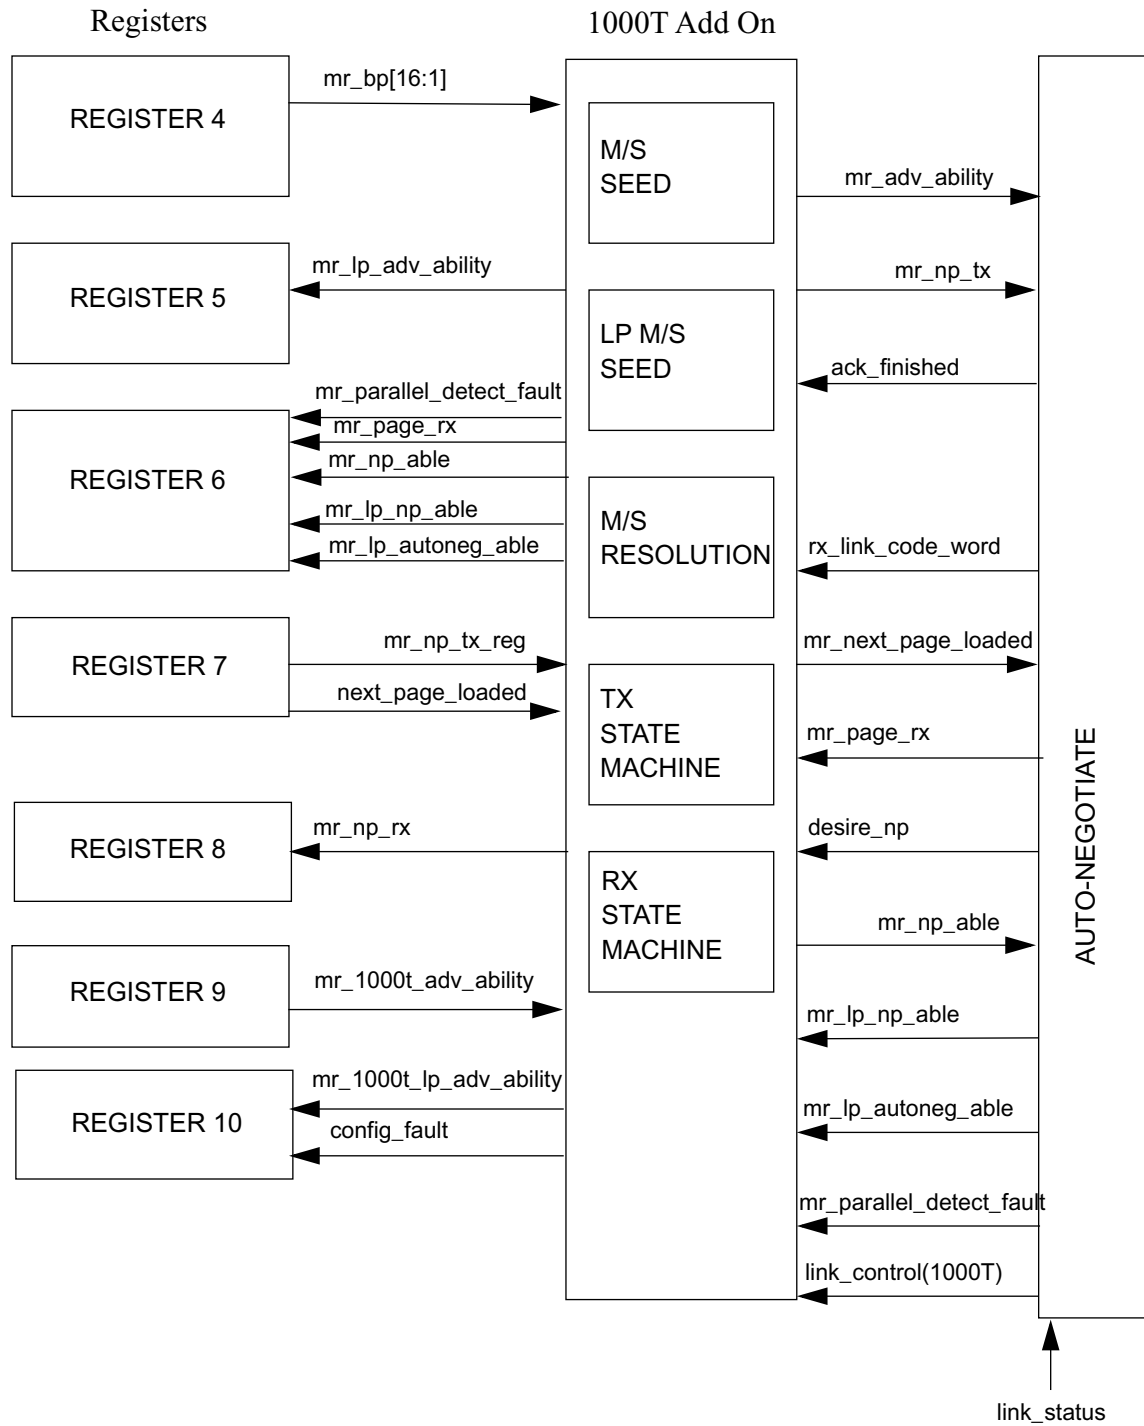 Registers
1000T Add On
REGISTER 4
mr_bp[16:1]
M/S
SEED
mr_adv_ability
REGISTER 5
mr_lp_adv_ability
mr_np_tx
LP M/S
SEED
ack_finished
REGISTER 6
mr_parallel_detect_fault
mr_page_rx
mr_np_able
mr_lp_np_able
mr_lp_autoneg_able
M/S
RESOLUTION
rx_link_code_word
REGISTER 7
mr_np_tx_reg
next_page_loaded
mr_next_page_loaded
TX
STATE
MACHINE
mr_page_rx
AUTO-NEGOTIATE
REGISTER 8
mr_np_rx
desire_np
RX
STATE
MACHINE
mr_np_able
REGISTER 9
mr_1000t_adv_ability
mr_lp_np_able
REGISTER 10
mr_1000t_lp_adv_ability
config_fault
mr_lp_autoneg_able
mr_parallel_detect_fault
link_control(1000T)
link_status